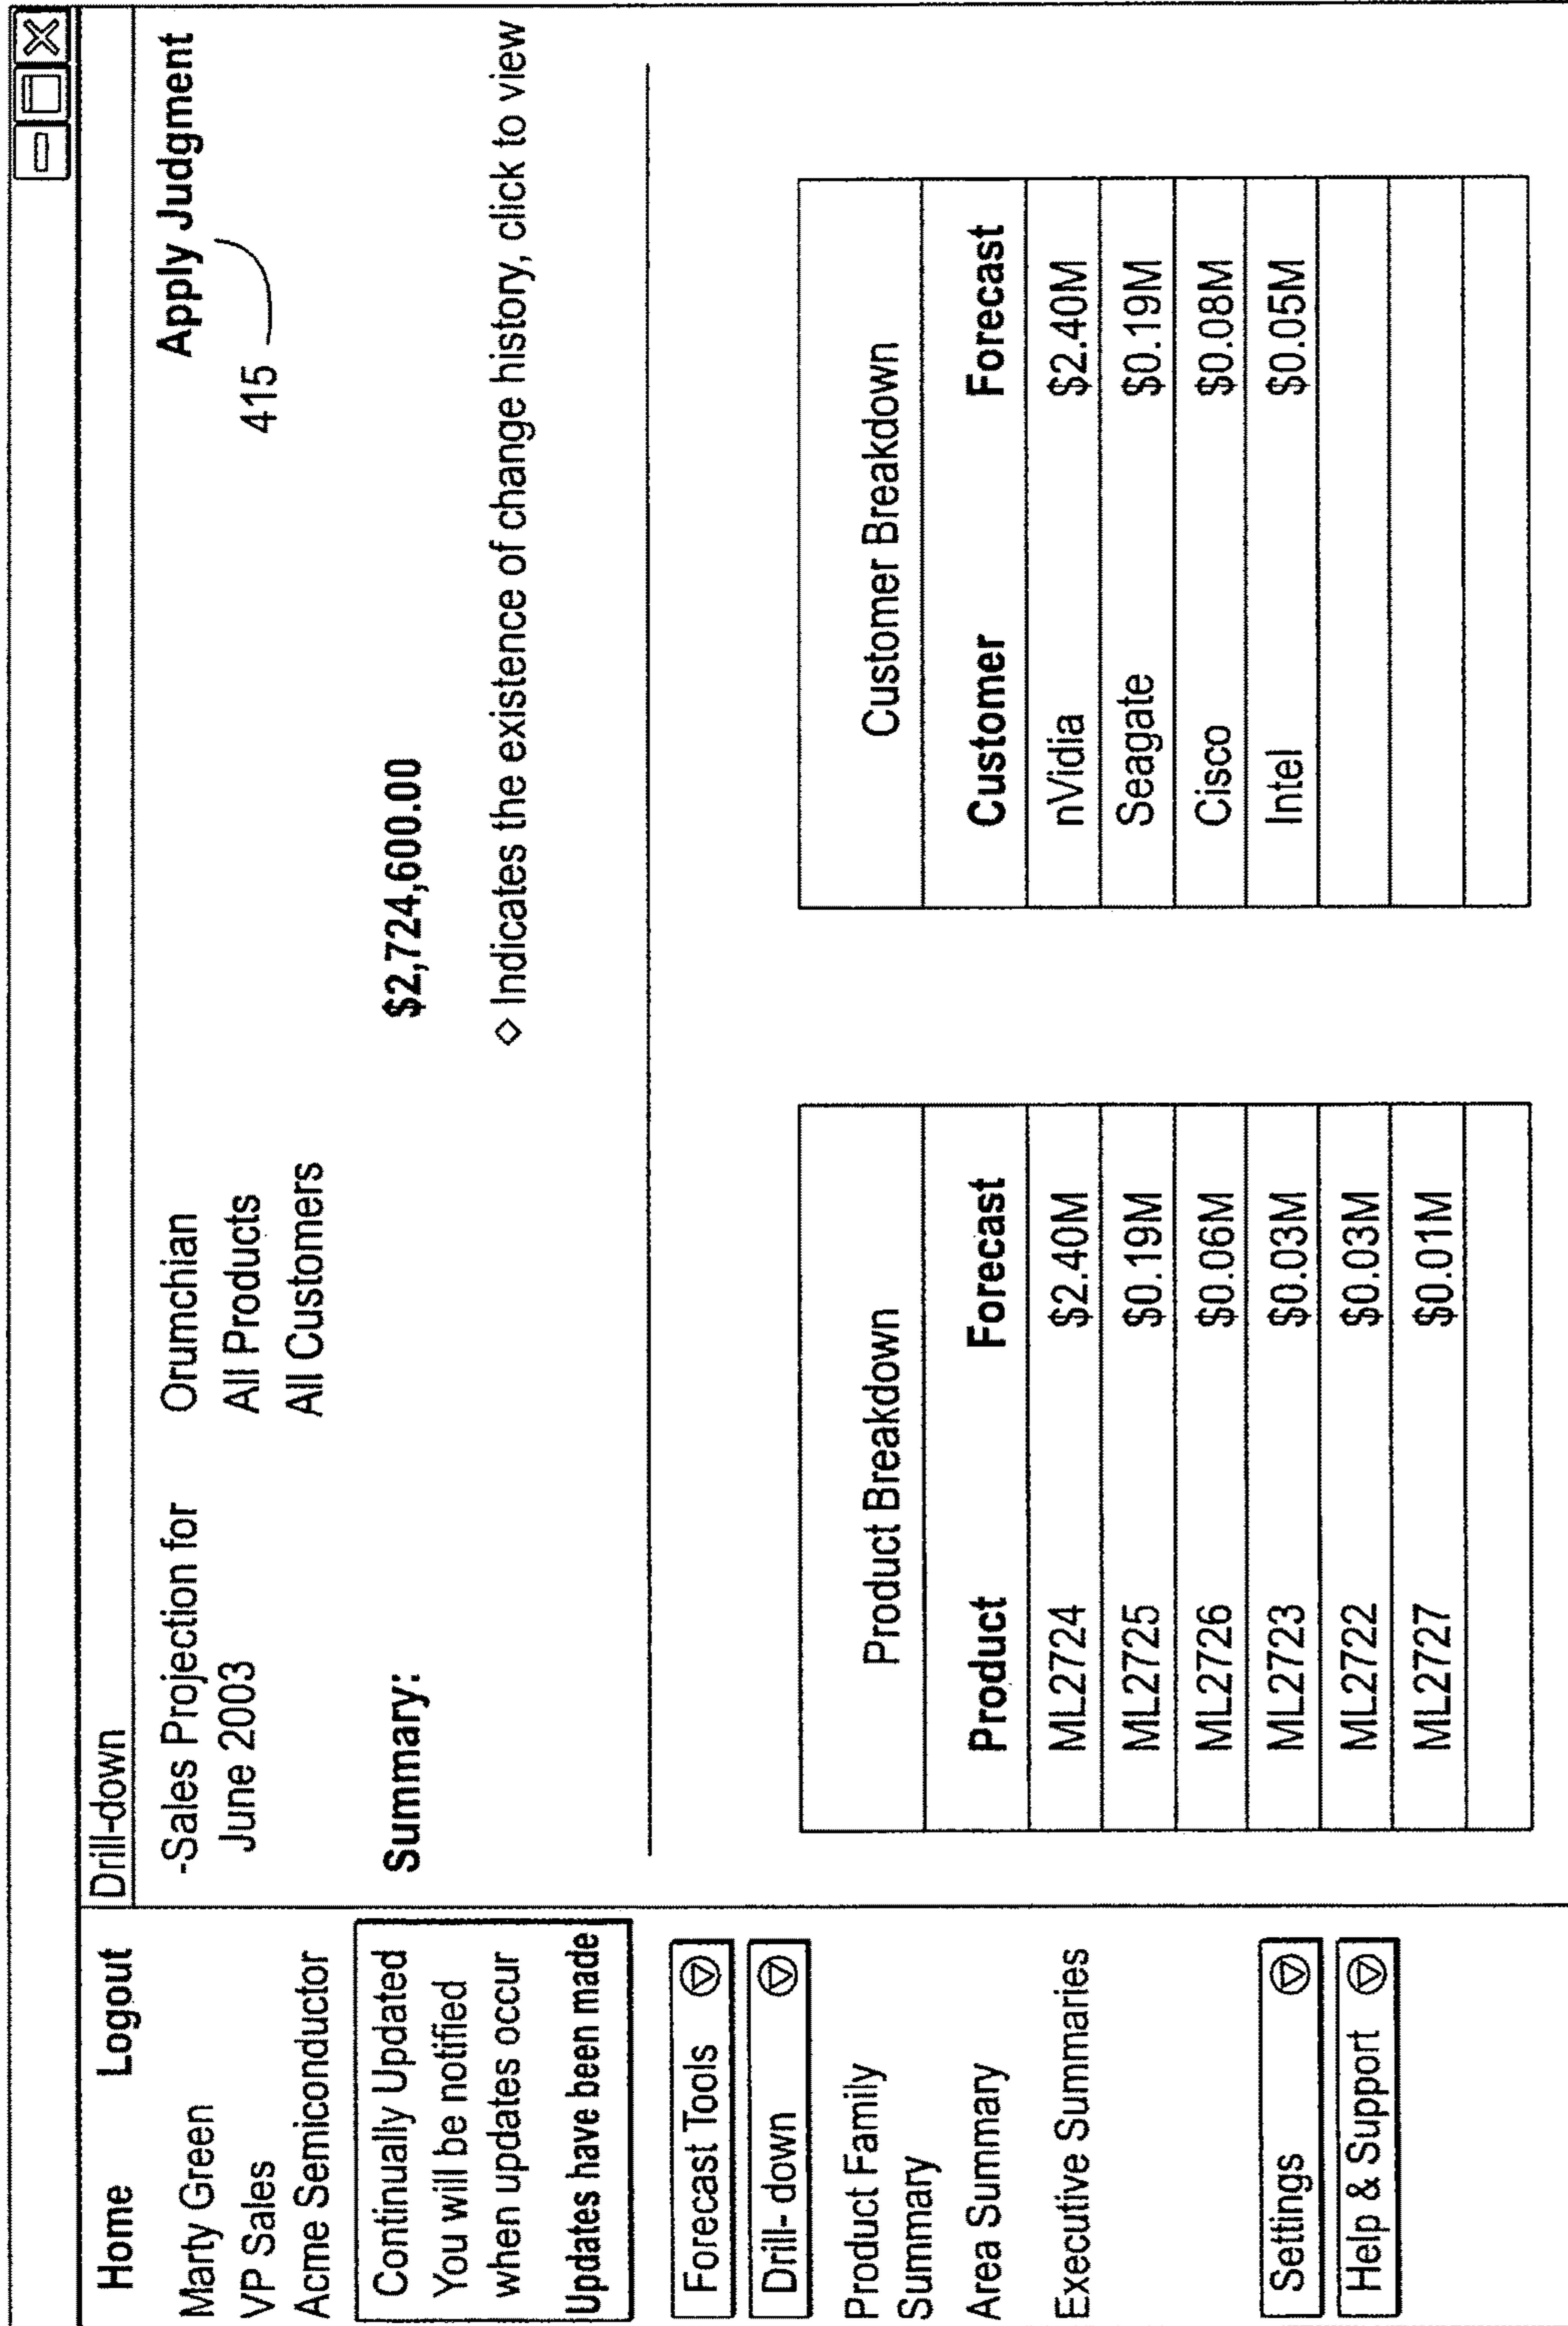 Home Logout
Marty Green
VP Sales
Acme Semiconductor
Continually Updated
You will be notified
when updates occur
Updates have been made
Forecast Tools
Drill- down
Product Family
Summary
Area Summary
Executive Summaries
Settings
Help & Support
Drill-down
-Sales Projection for Orumchian Apply Judgment
June 2003 All Products 415
All Customers
Summary: $2,724,600.00
◇ Indicates the existence of change history, click to view
Product Breakdown
Product Forecast
ML2724 $2.40M
ML2725 $0.19M
ML2726 $0.06M
ML2723 $0.03M
ML2722 $0.03M
ML2727 $0.01M
Customer Breakdown
Customer Forecast
nVidia $2.40M
Seagate $0.19M
Cisco $0.08M
Intel $0.05M